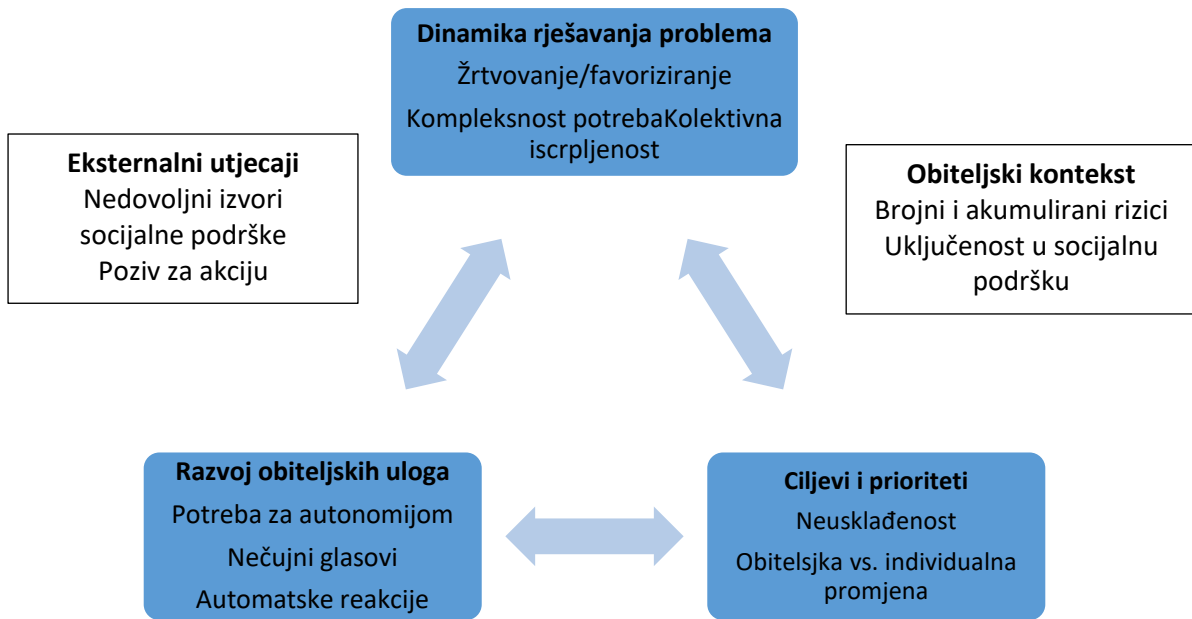 Dinamika rješavanja problema
Žrtvovanje/favoriziranje
Kompleksnost potrebaKolektivna
iscrpljenost
Eksternalni utjecaji
Nedovoljni izvori
socijalne podrške
Poziv za akciju
Obiteljski kontekst
Brojni i akumulirani rizici
Uključenost u socijalnu
podršku
Razvoj obiteljskih uloga
Potreba za autonomijom
Nečujni glasovi
Automatske reakcije
Ciljevi i prioriteti
Neusklađenost
Obitelsjka vs. individualna
promjena